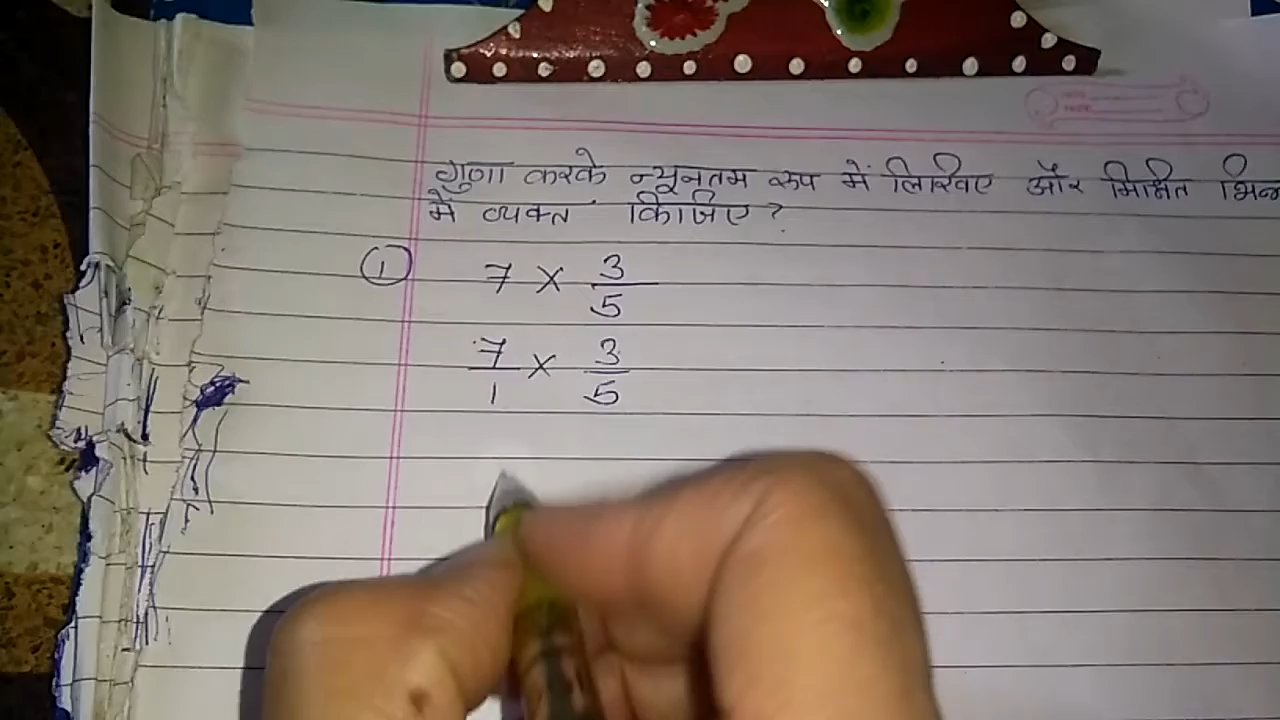 गुणा करके न्यूनतम रूप में लिखिए और मिश्रित भिन्न
में व्यक्त किजिए ?
① 7 × 3/5
7/1 × 3/5